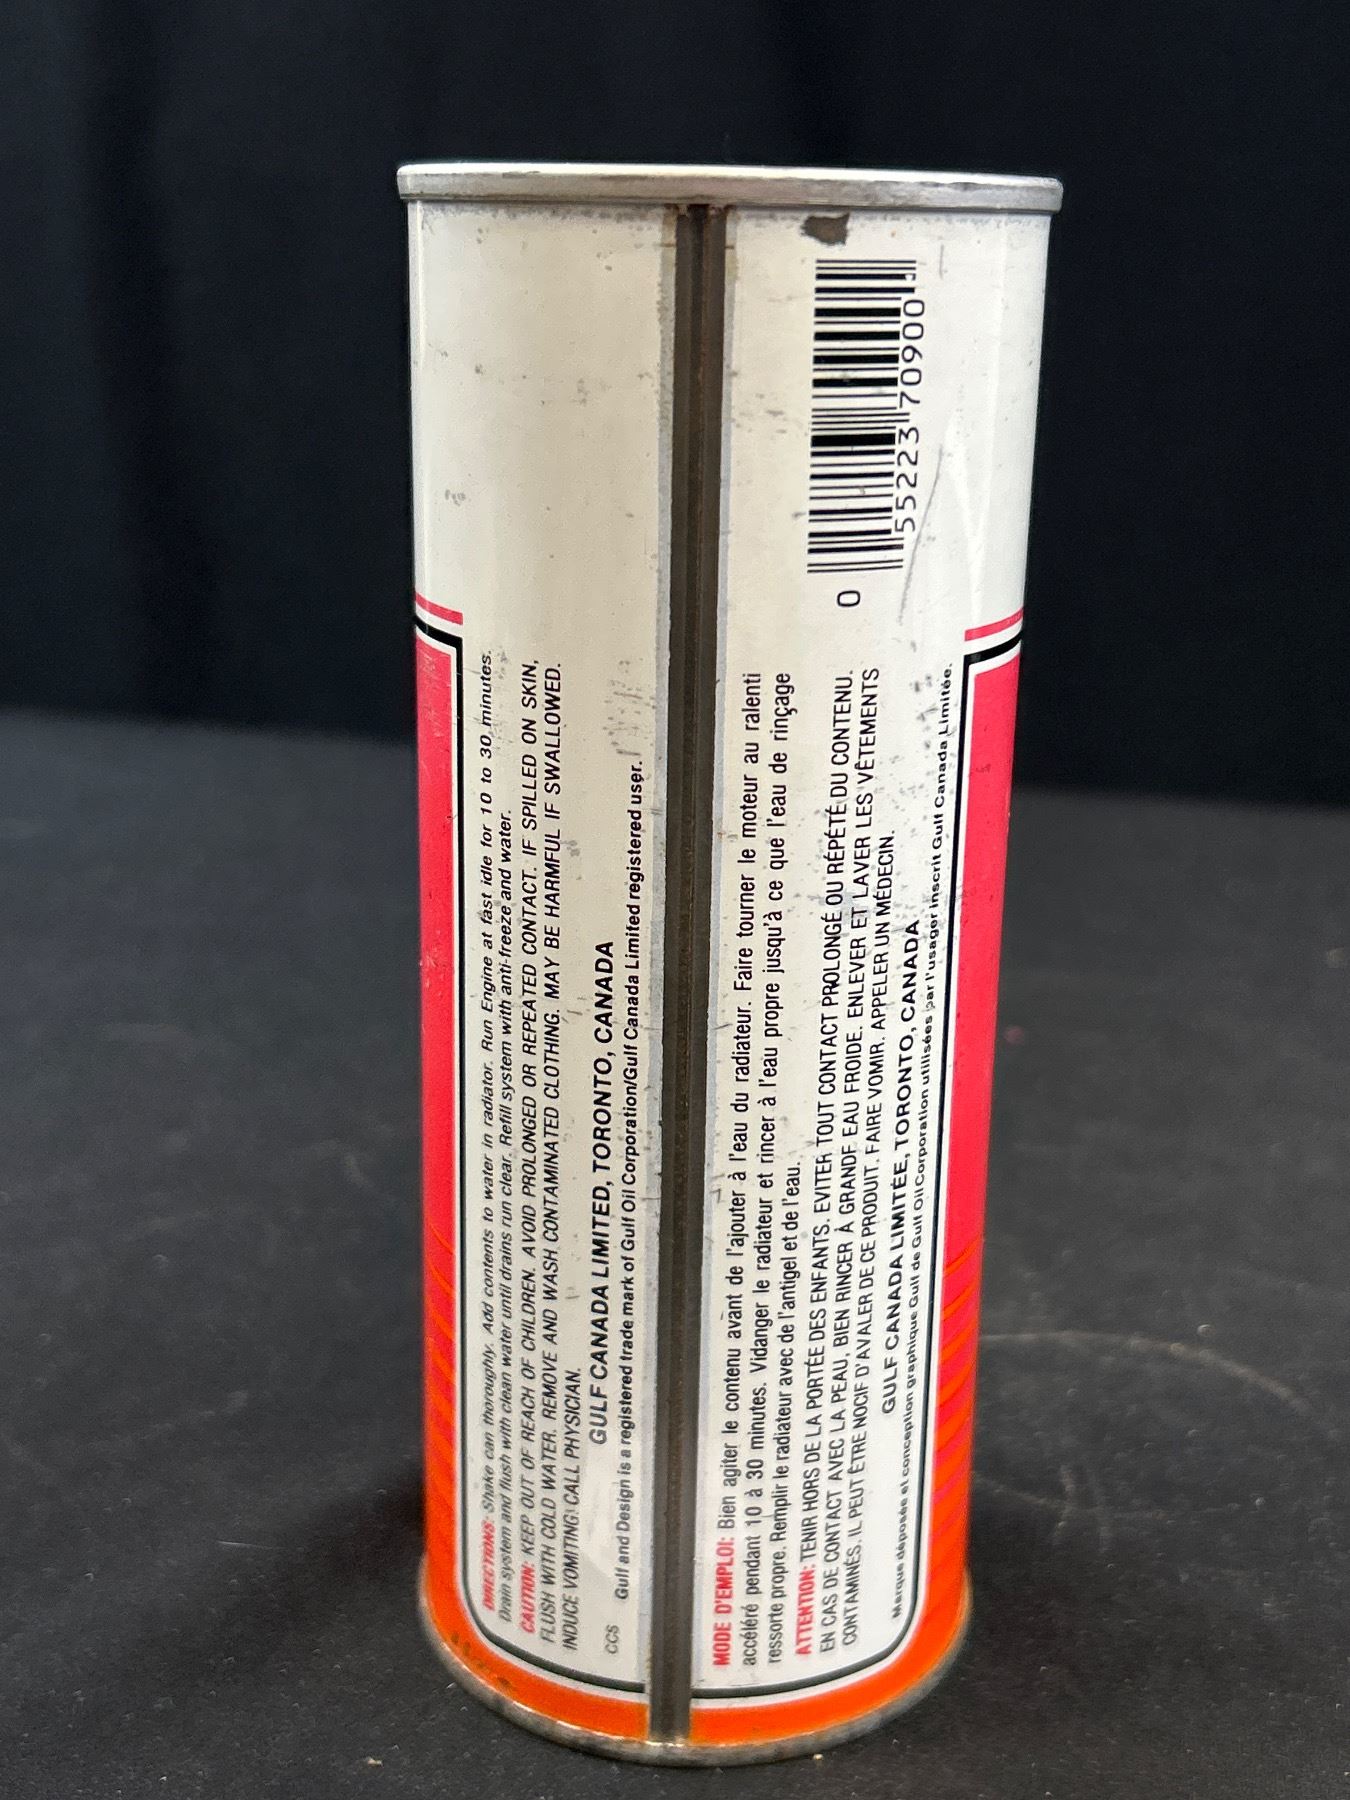 DIRECTIONS: Shake can thoroughly. Add contents to water in radiator. Run Engine at fast idle for 10 to 30 minutes.
Drain system and flush with clean water until drains run clear. Refill system with anti-freeze and water.
CAUTION: KEEP OUT OF REACH OF CHILDREN. AVOID PROLONGED OR REPEATED CONTACT. IF SPILLED ON SKIN,
FLUSH WITH COLD WATER. REMOVE AND WASH CONTAMINATED CLOTHING. MAY BE HARMFUL IF SWALLOWED.
INDUCE VOMITING. CALL PHYSICIAN.
GULF CANADA LIMITED, TORONTO, CANADA
CCS Gulf and Design is a registered trade mark of Gulf Oil Corporation/Gulf Canada Limited registered user.
MODE D'EMPLOI: Bien agiter le contenu avant de l'ajouter à l'eau du radiateur. Faire tourner le moteur au ralenti
accéléré pendant 10 à 30 minutes. Vidanger le radiateur et rincer à l'eau propre jusqu'à ce que l'eau de rinçage
ressorte propre. Remplir le radiateur avec de l'antigel et de l'eau.
ATTENTION: TENIR HORS DE LA PORTÉE DES ENFANTS. EVITER TOUT CONTACT PROLONGÉ OU RÉPÉTÉ DU CONTENU.
EN CAS DE CONTACT AVEC LA PEAU, BIEN RINCER À GRANDE EAU FROIDE. ENLEVER ET LAVER LES VÊTEMENTS
CONTAMINÉS. IL PEUT ÊTRE NOCIF D'AVALER DE CE PRODUIT. FAIRE VOMIR. APPELER UN MÉDECIN.
GULF CANADA LIMITÉE, TORONTO, CANADA
Marque déposée et conception graphique Gulf de Gulf Oil Corporation utilisées par l'usager inscrit Gulf Canada Limitée.
0 55223 70900